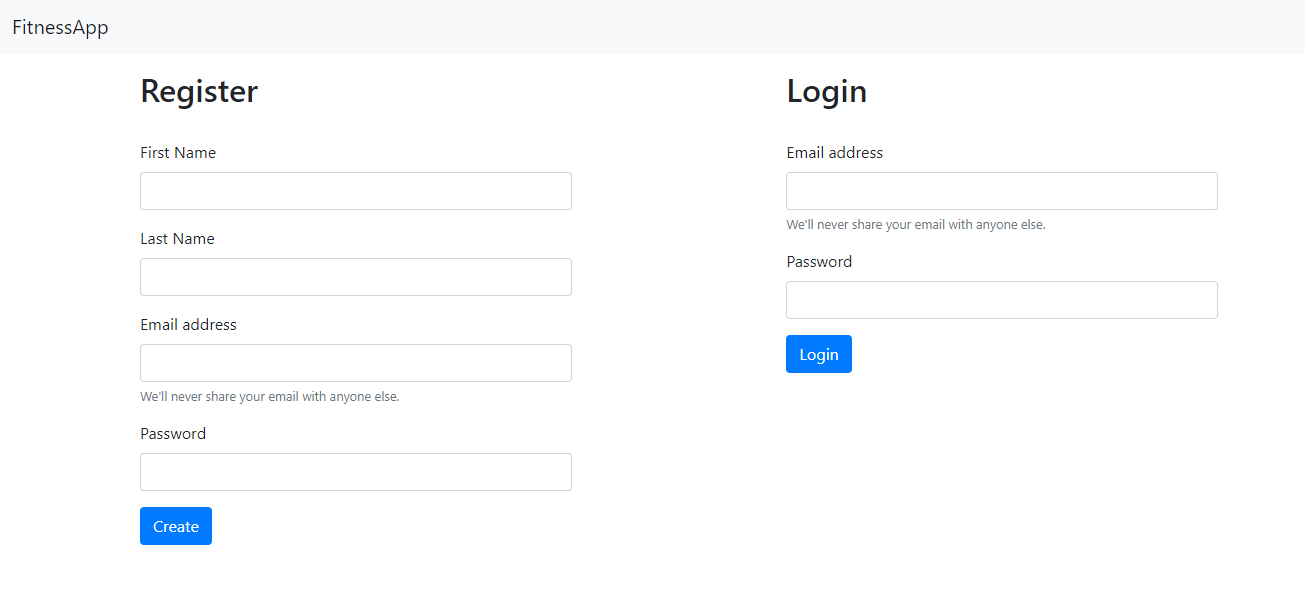 FitnessApp
Register
First Name
Last Name
Email address
We'll never share your email with anyone else.
Password
Create
Login
Email address
We'll never share your email with anyone else.
Password
Login